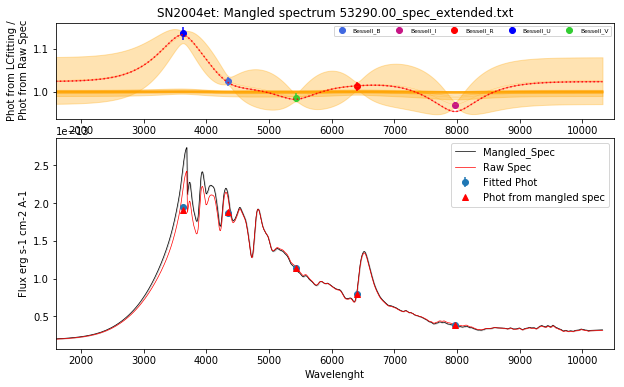 SN2004et: Mangled spectrum 53290.00_spec_extended.txt
Phot from LCfitting /
Phot from Raw Spec
1.1
1.0
Bessell_B
Bessell_I
Bessell_R
Bessell_U
Bessell_V
2000 3000 4000 5000 6000 7000 8000 9000 10000
1e−13
Flux erg s-1 cm-2 A-1
2.5
2.0
1.5
1.0
0.5
Mangled_Spec
Raw Spec
Fitted Phot
Phot from mangled spec
2000 3000 4000 5000 6000 7000 8000 9000 10000
Wavelenght